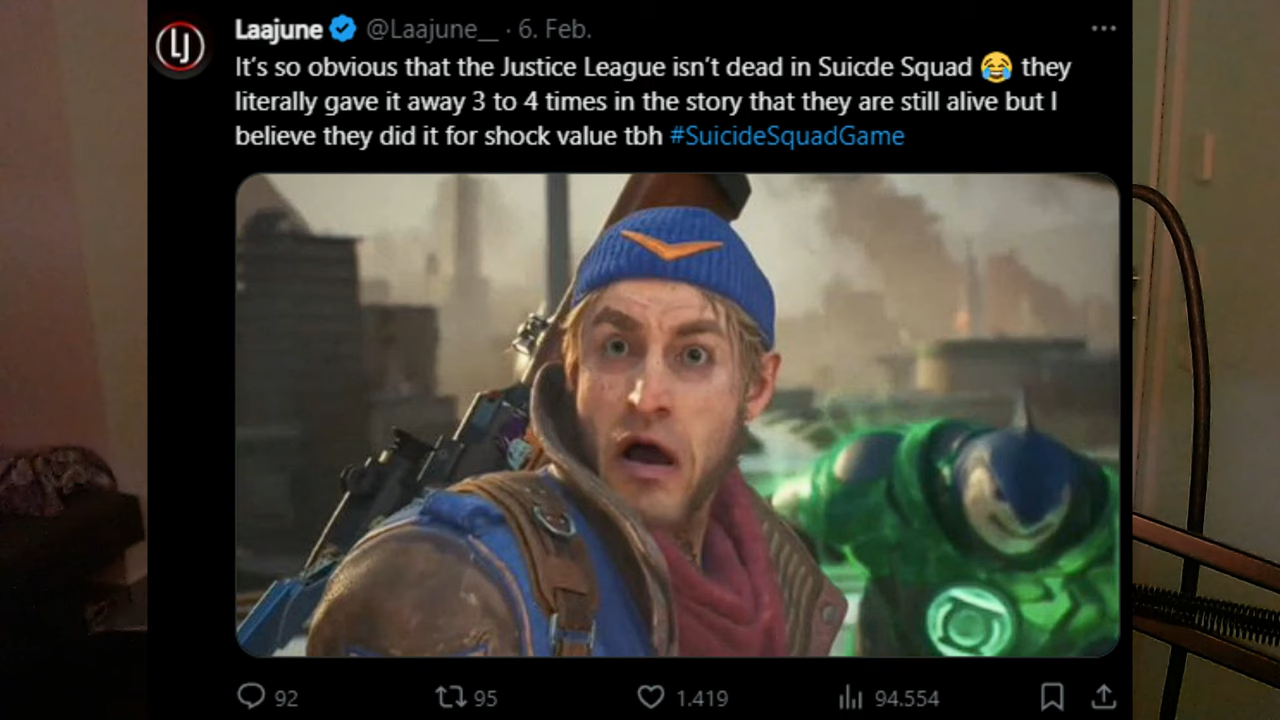 Laajune @Laajune__ · 6. Feb.
It's so obvious that the Justice League isn't dead in Suicde Squad 😂 they
literally gave it away 3 to 4 times in the story that they are still alive but I
believe they did it for shock value tbh #SuicideSquadGame
92 95 1.419 94.554